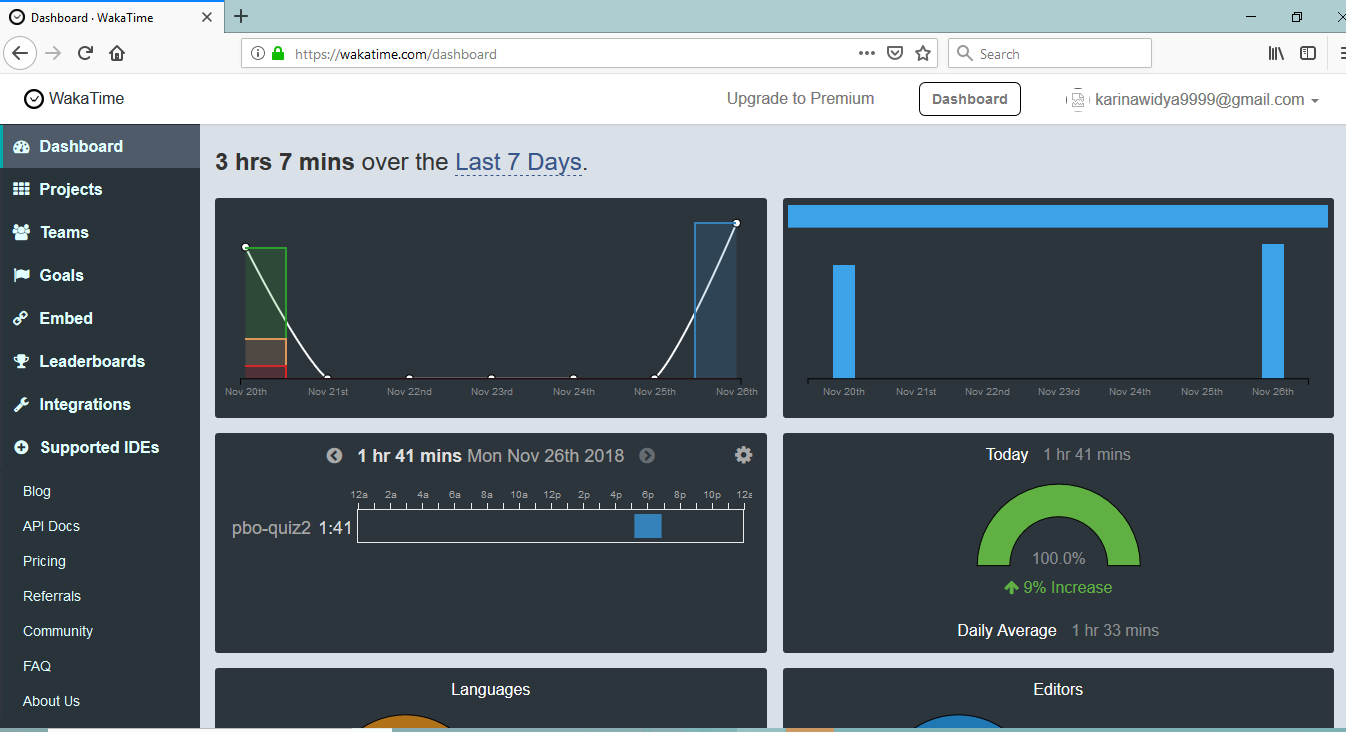 Dashboard · WakaTime
https://wakatime.com/dashboard
Search
WakaTime
Upgrade to Premium
Dashboard
karinawidya9999@gmail.com
Dashboard
Projects
Teams
Goals
Embed
Leaderboards
Integrations
Supported IDEs
Blog
API Docs
Pricing
Referrals
Community
FAQ
About Us
3 hrs 7 mins over the Last 7 Days.
Nov 20th Nov 21st Nov 22nd Nov 23rd Nov 24th Nov 25th Nov 26th
Nov 20th Nov 21st Nov 22nd Nov 23rd Nov 24th Nov 25th Nov 26th
1 hr 41 mins Mon Nov 26th 2018
12a 2a 4a 6a 8a 10a 12p 2p 4p 6p 8p 10p 12a
pbo-quiz2 1:41
Today 1 hr 41 mins
100.0%
9% Increase
Daily Average 1 hr 33 mins
Languages
Editors